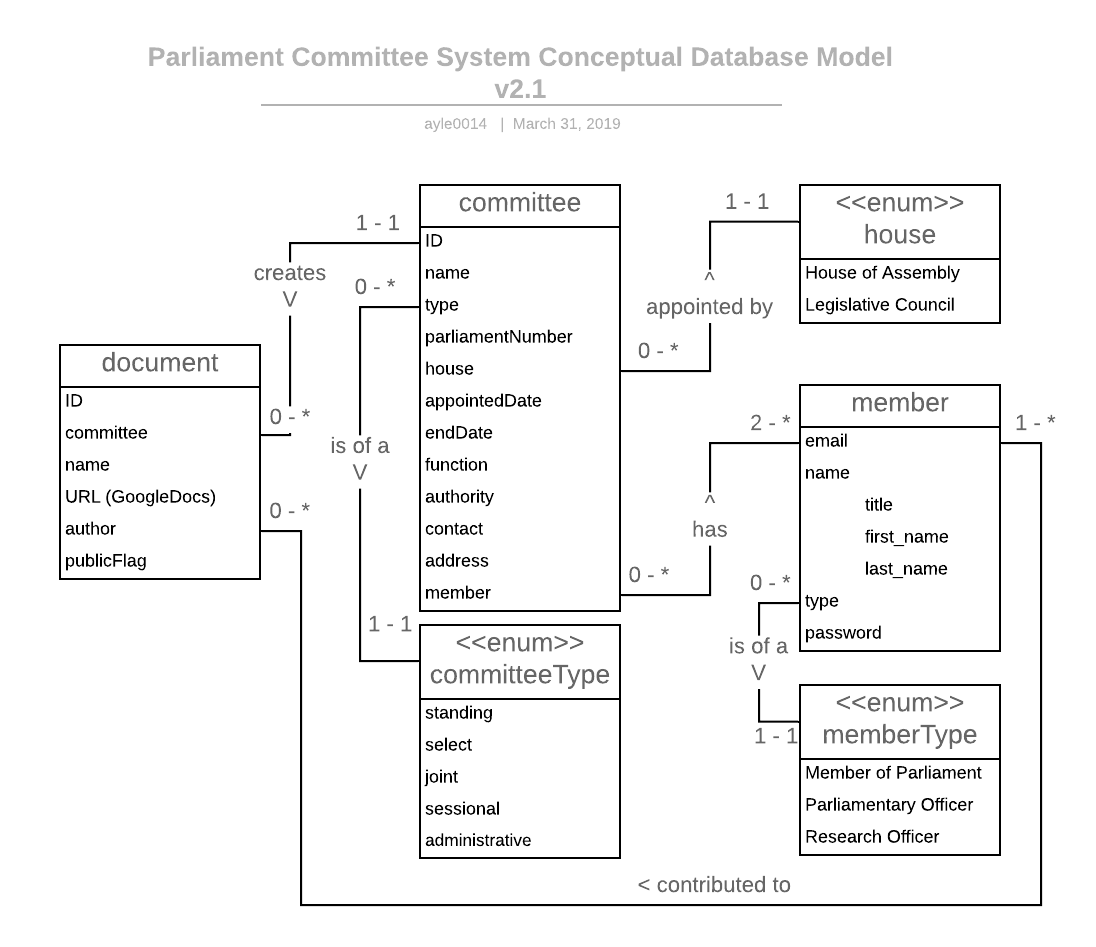 Parliament Committee System Conceptual Database Model
v2.1
ayle0014 | March 31, 2019
document
ID
committee
name
URL (GoogleDocs)
author
publicFlag
creates
V
1 - 1
0 - *
0 - *
0 - *
is of a
V
1 - 1
committee
ID
name
type
parliamentNumber
house
appointedDate
endDate
function
authority
contact
address
member
<<enum>>
committeeType
standing
select
joint
sessional
administrative
1 - 1
^
appointed by
0 - *
2 - *
^
has
0 - *
<<enum>>
house
House of Assembly
Legislative Council
member
email
name
title
first_name
last_name
type
password
1 - *
0 - *
is of a
V
1 - 1
<<enum>>
memberType
Member of Parliament
Parliamentary Officer
Research Officer
< contributed to